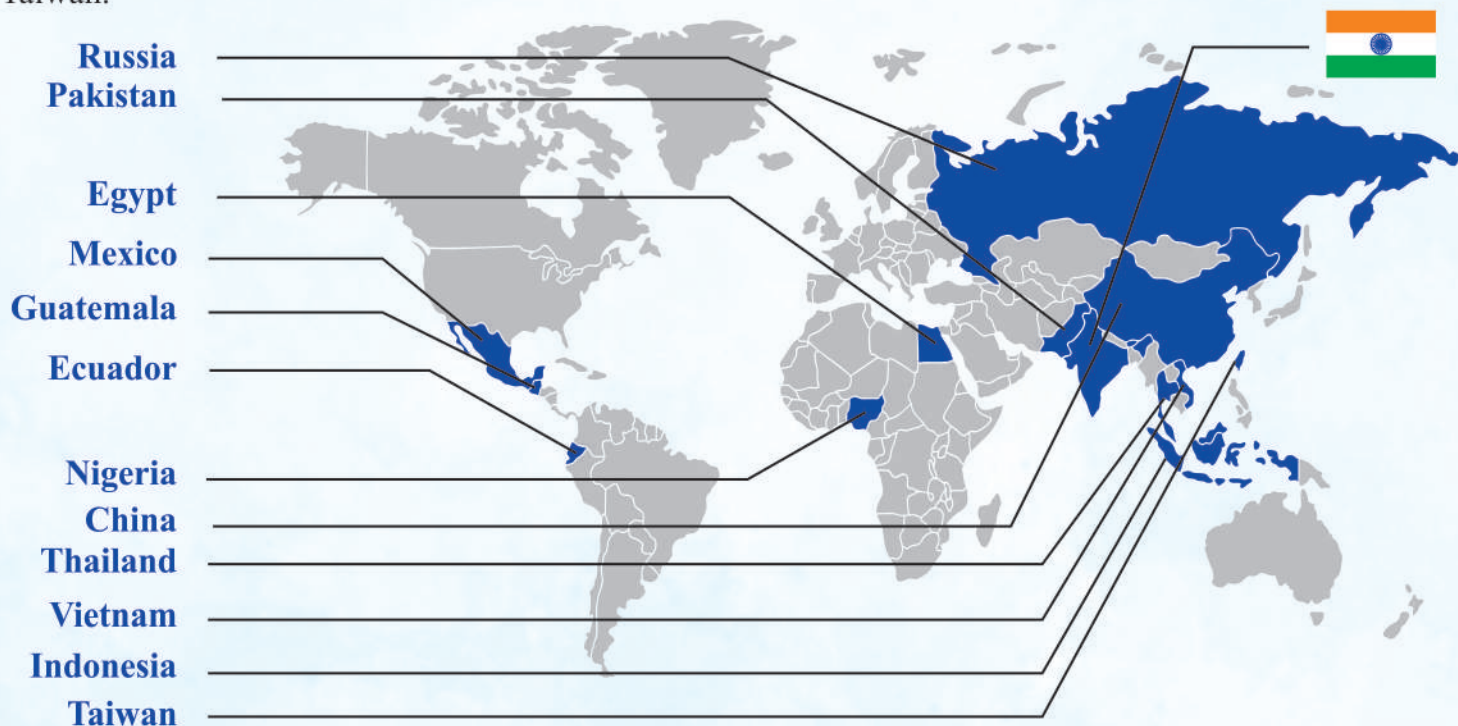 Taiwan.
Russia
Pakistan
Egypt
Mexico
Guatemala
Ecuador
Nigeria
China
Thailand
Vietnam
Indonesia
Taiwan